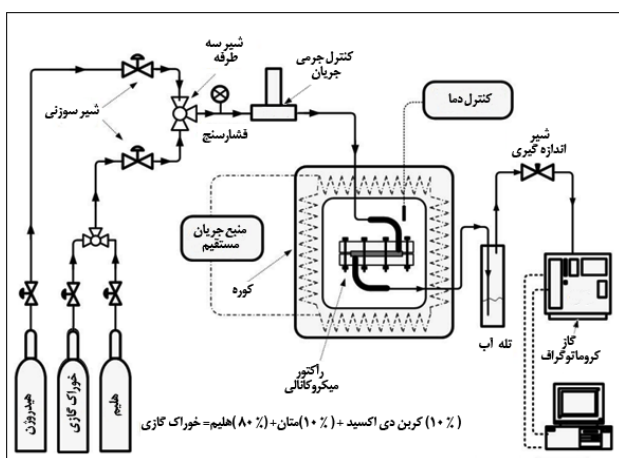 شیر سه
طرفه
کنترل جرمی
جریان
شیر سوزنی
فشارسنج
کنترل دما
شیر
اندازه گیری
منبع جریان
مستقیم
کوره
راکتور
میکروکانالی
تله آب
گاز
کروماتوگراف
هیدروژن
خوراک گازی
هلیم
(۱۰٪) کربن دی اکسید + (۱۰٪)متان+(۸۰٪)هلیم= خوراک گازی